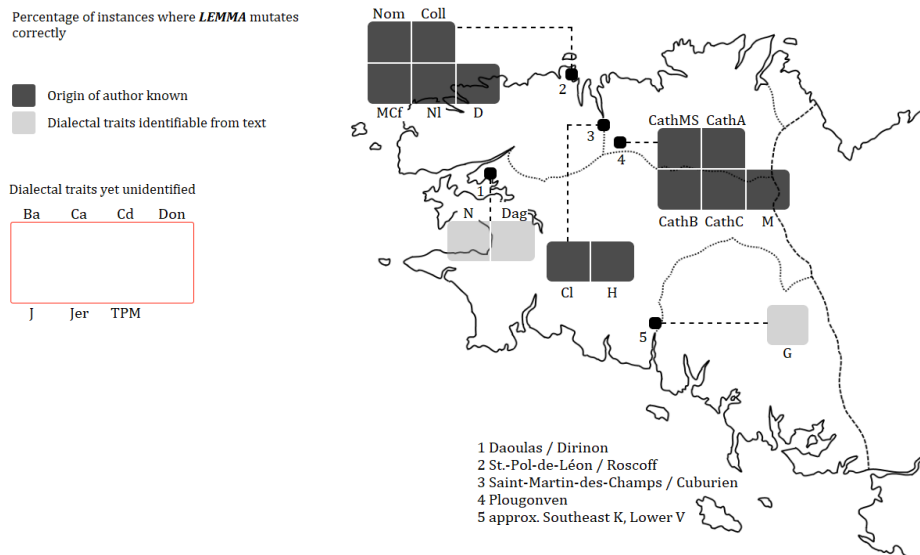 Percentage of instances where LEMMA mutates
correctly
Origin of author known
Dialectal traits identifiable from text
Dialectal traits yet unidentified
Ba Ca Cd Don
J Jer TPM
Nom Coll
MCf Nl D
2
3
4
CathMS CathA
CathB CathC M
1
N Dag
Cl H
5
G
1 Daoulas / Dirinon
2 St.-Pol-de-Léon / Roscoff
3 Saint-Martin-des-Champs / Cuburien
4 Plougonven
5 approx. Southeast K, Lower V